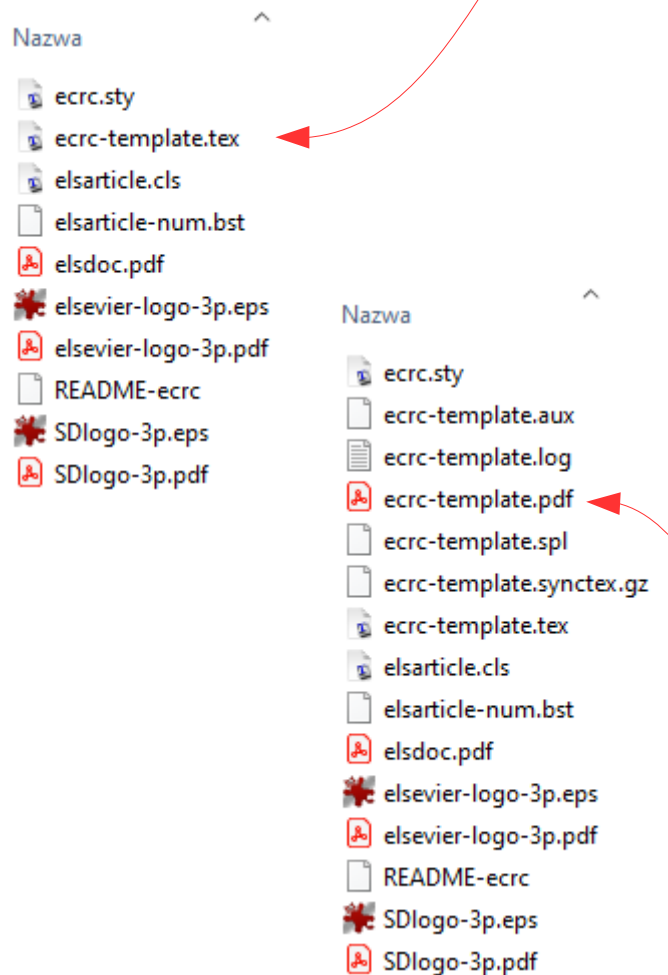 Nazwa
ecrc.sty
ecrc-template.tex
elsarticle.cls
elsarticle-num.bst
elsdoc.pdf
elsevier-logo-3p.eps
elsevier-logo-3p.pdf
README-ecrc
SDlogo-3p.eps
SDlogo-3p.pdf
Nazwa
ecrc.sty
ecrc-template.aux
ecrc-template.log
ecrc-template.pdf
ecrc-template.spl
ecrc-template.synctex.gz
ecrc-template.tex
elsarticle.cls
elsarticle-num.bst
elsdoc.pdf
elsevier-logo-3p.eps
elsevier-logo-3p.pdf
README-ecrc
SDlogo-3p.eps
SDlogo-3p.pdf